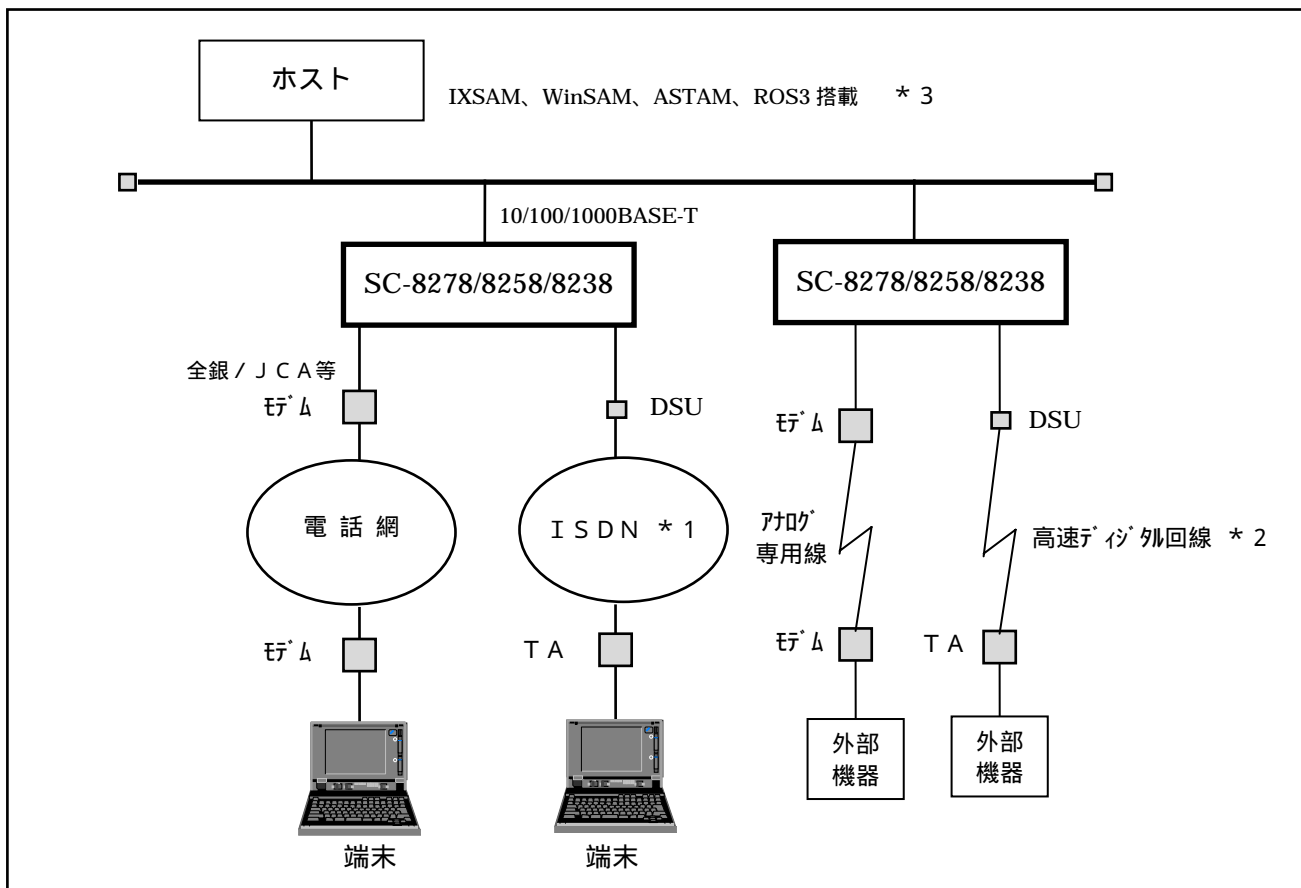 ホスト
IXSAM、WinSAM、ASTAM、ROS3 搭載 *3
10/100/1000BASE-T
SC-8278/8258/8238
SC-8278/8258/8238
全銀/JCA等
ﾓﾃﾞﾑ
DSU
ﾓﾃﾞﾑ
DSU
電話網
ISDN *1
ｱﾅﾛｸﾞ
専用線
高速ﾃﾞｨｼﾞﾀﾙ回線 *2
ﾓﾃﾞﾑ
TA
ﾓﾃﾞﾑ
TA
外部
機器
外部
機器
端末
端末